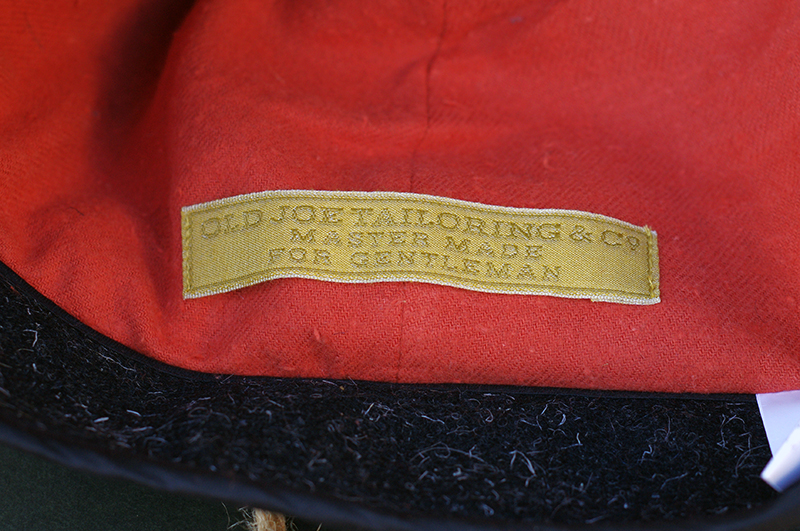 OLD JOE TAILORING & Co.
MASTER MADE
FOR GENTLEMAN